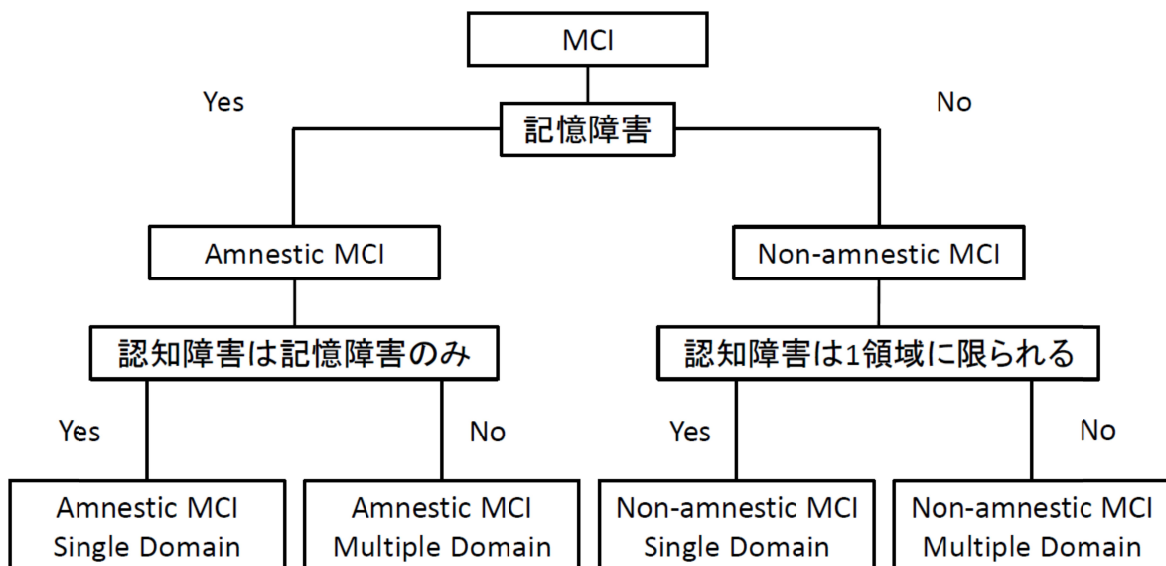 MCI
Yes
No
記憶障害
Amnestic MCI
Non-amnestic MCI
認知障害は記憶障害のみ
認知障害は1領域に限られる
Yes
No
Yes
No
Amnestic MCI
Single Domain
Amnestic MCI
Multiple Domain
Non-amnestic MCI
Single Domain
Non-amnestic MCI
Multiple Domain